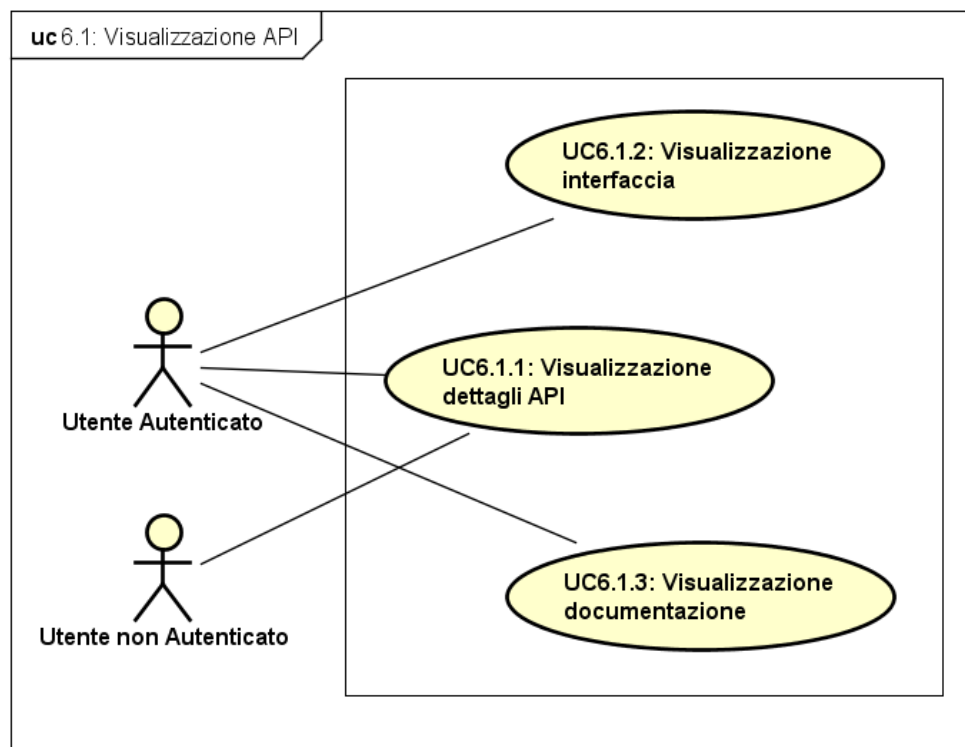 uc 6.1: Visualizzazione API
UC6.1.2: Visualizzazione
interfaccia
UC6.1.1: Visualizzazione
dettagli API
Utente Autenticato
UC6.1.3: Visualizzazione
documentazione
Utente non Autenticato